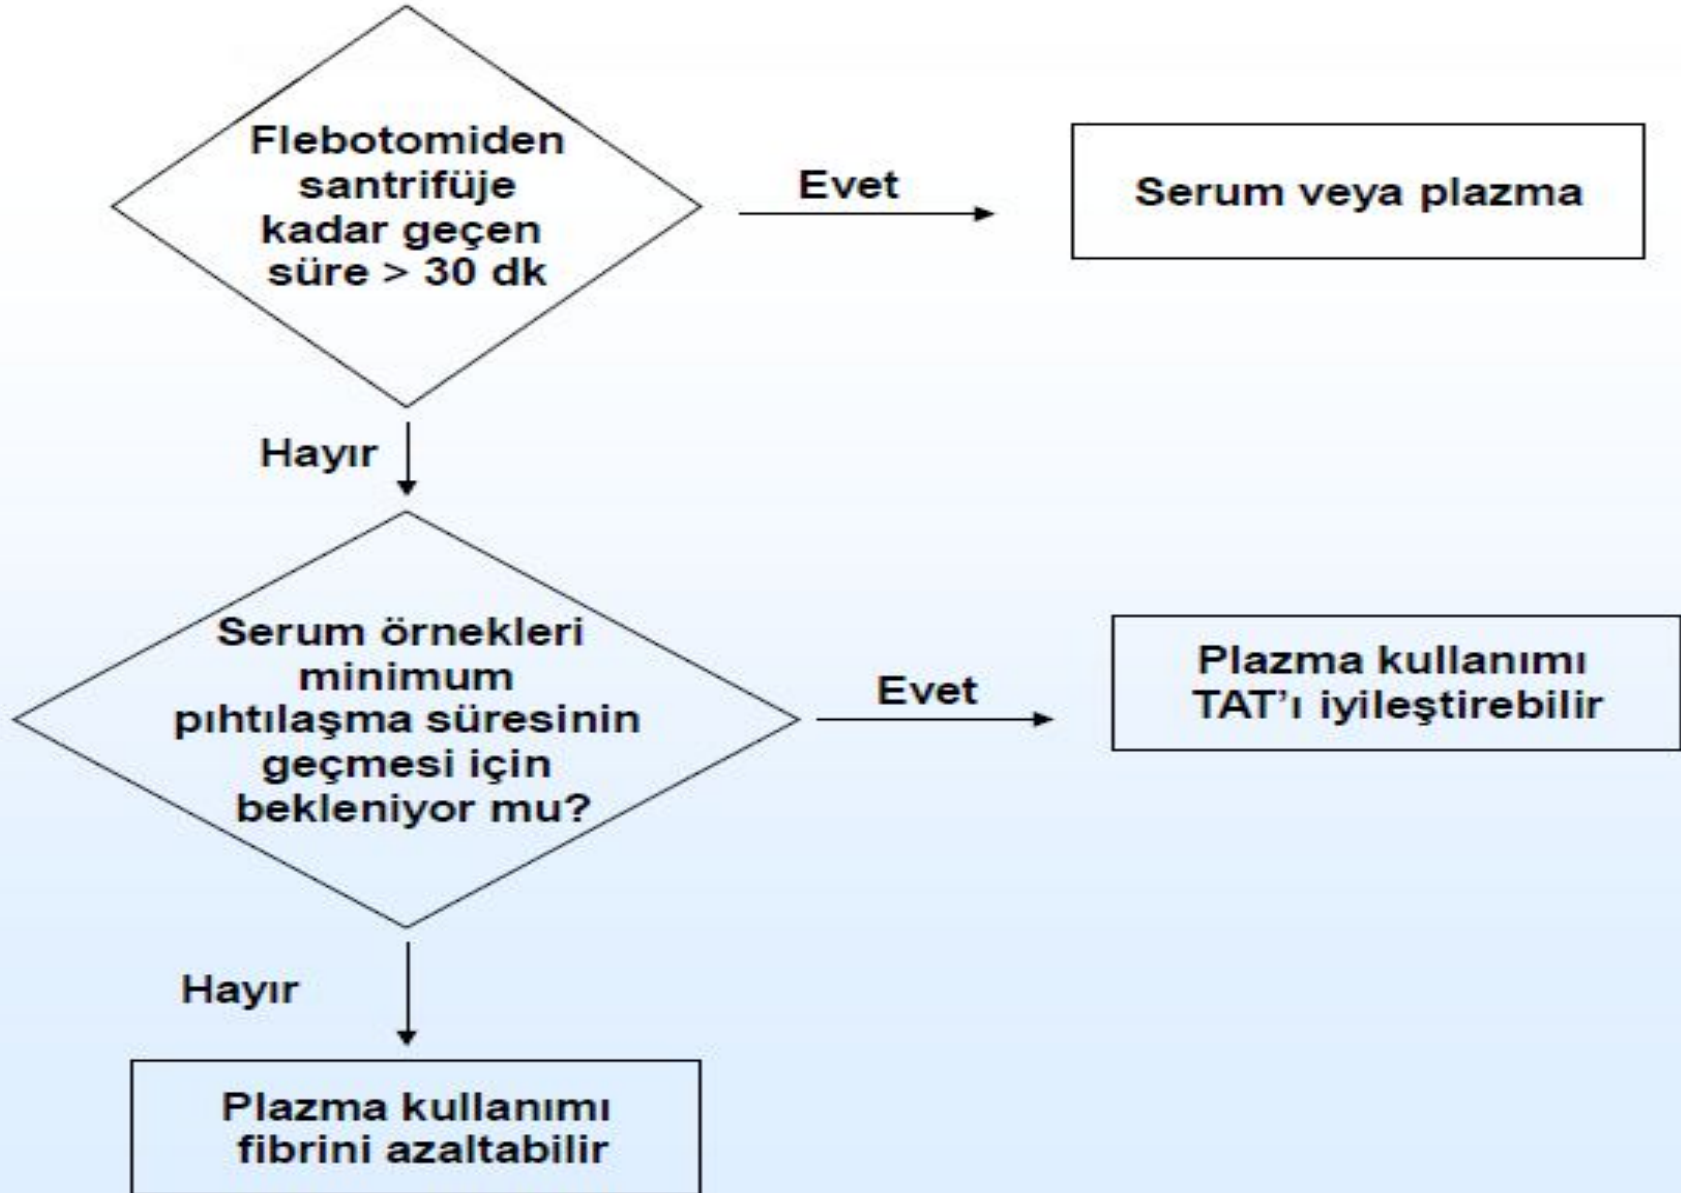 Flebotomiden
santrifüje
kadar geçen
süre > 30 dk
Evet
Serum veya plazma
Hayır
Serum örnekleri
minimum
pıhtılaşma süresinin
geçmesi için
bekleniyor mu?
Evet
Plazma kullanımı
TAT'ı iyileştirebilir
Hayır
Plazma kullanımı
fibrini azaltabilir